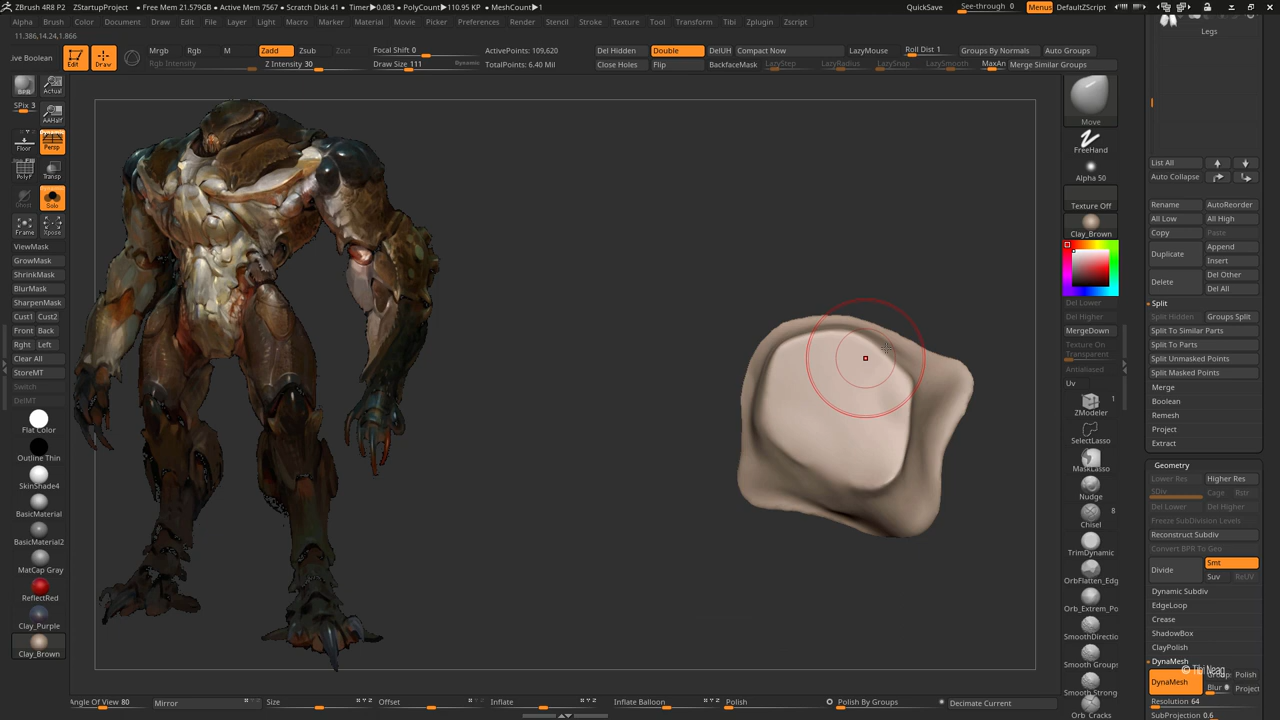 ZBrush 4R8 P2 ZStartupProject • Free Mem 21.579GB • Active Mem 7567 • Scratch Disk 41 • Timer▶0.083 • PolyCount▶110.95 KP • MeshCount▶1
QuickSave See-through 0 Menus DefaultZScript
Alpha Brush Color Document Draw Edit File Layer Light Macro Marker Material Movie Picker Preferences Render Stencil Stroke Texture Tool Transform Tbi Zplugin Zscript
Legs
11.386,14.24,1.966
ive Boolean Edit Draw Mrgb Rgb M Zadd Zsub Zcut Focal Shift 0 ActivePoints: 109,620 Del Hidden Double DelUH Compact Now LazyMouse Roll Dist 1 Groups By Normals Auto Groups
Rgb Intensity Z Intensity 30 Draw Size 111 Dynamic TotalPoints: 6.40 Mil Close Holes Flip BackfaceMask LazyStep LazyRadius LazySnap LazySmooth MaxAn Merge Similar Groups
BPR Actual
SPix 3 AAHalf
Floor Persp
PolyF Transp
Ghost Solo
Frame Xpose
ViewMask
GrowMask
ShrinkMask
BlurMask
SharpenMask
Cust1 Cust2
Front Back
Rght Left
Clear All
StoreMT
Switch
DelMT
Flat Color
Outline Thin
SkinShade4
BasicMaterial
BasicMaterial2
MatCap Gray
ReflectRed
Clay_Purple
Clay_Brown
Move
FreeHand
Alpha 50
Texture Off
Clay_Brown
Del Lower
Del Higher
MergeDown
Texture On
Transparent
Antialiased
Uv
1
ZModeler
SelectLasso
MaskLasso
Nudge
8
Chisel
TrimDynamic
OrbFlatten_Edg
Orb_Extrem_Po
SmoothDirectio
Smooth Groups
Smooth Strong
Orb_Cracks
List All
Auto Collapse
Rename AutoReorder
All Low All High
Copy Paste
Duplicate Append
Insert
Delete Del Other
Del All
Split
Split Hidden Groups Split
Split To Similar Parts
Split To Parts
Split Unmasked Points
Split Masked Points
Merge
Boolean
Remesh
Project
Extract
Geometry
Lower Res Higher Res
SDiv Cage Rstr
Del Lower Del Higher
Freeze SubDivision Levels
Reconstruct Subdiv
Convert BPR To Geo
Divide Smt
Suv ReUV
Dynamic Subdiv
EdgeLoop
Crease
ShadowBox
ClayPolish
DynaMesh
© Tibi Neag
DynaMesh Group Polish
Blur Project
Resolution 64
SubProjection 0.6
Angle Of View 80 Mirror Size Offset Inflate Inflate Balloon Polish Polish By Groups Decimate Current